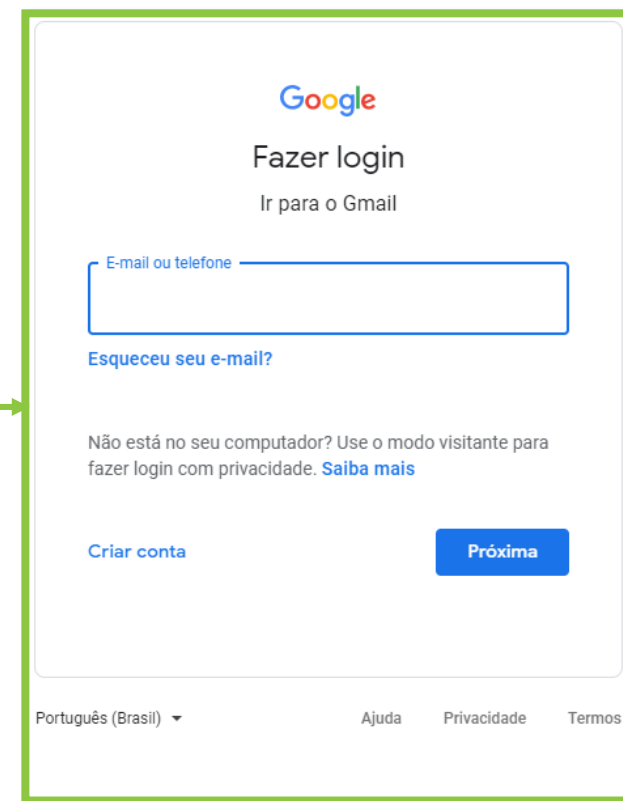 Google
Fazer login
Ir para o Gmail
E-mail ou telefone
Esqueceu seu e-mail?
Não está no seu computador? Use o modo visitante para
fazer login com privacidade. Saiba mais
Criar conta
Próxima
Português (Brasil)
Ajuda
Privacidade
Termos